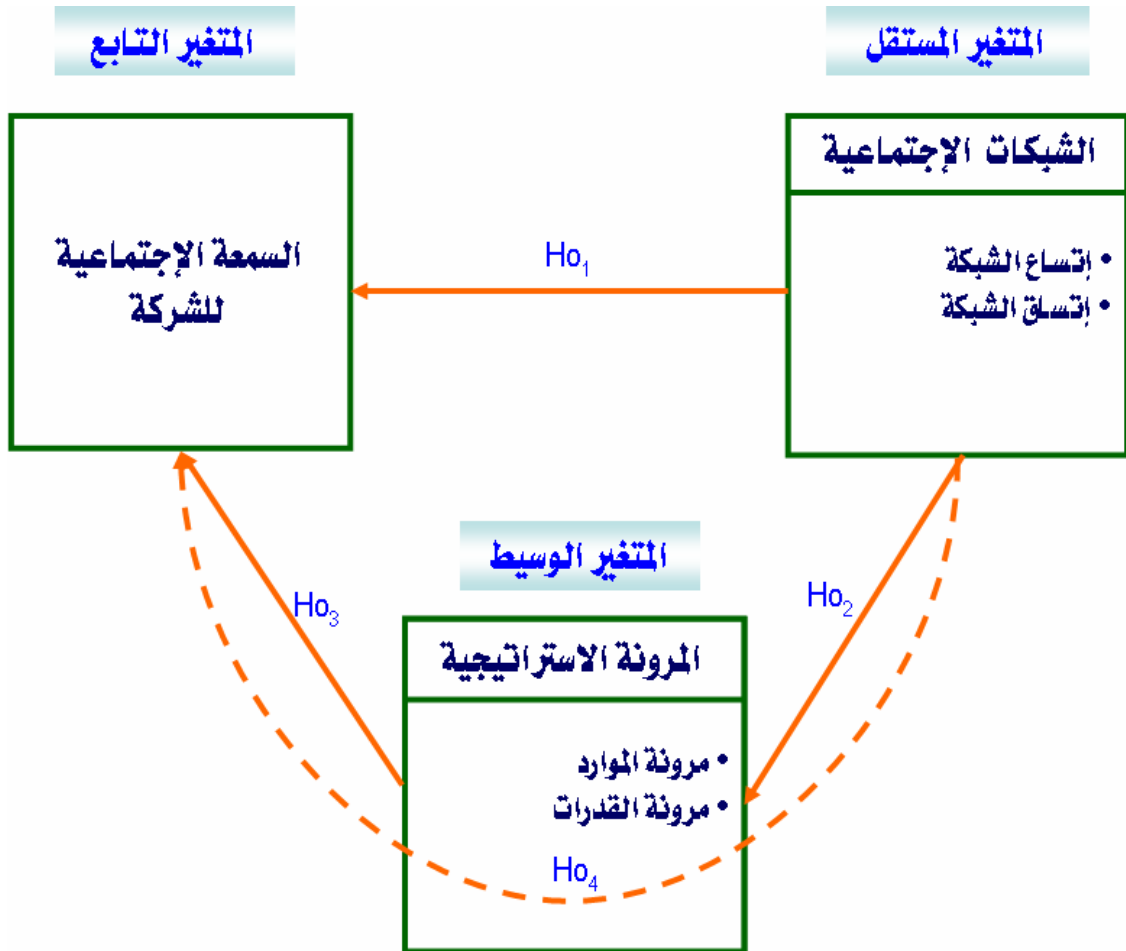 المتغير المستقل
المتغير التابع
الشبكات الإجتماعية
• إتساع الشبكة
• إتساق الشبكة
Ho₁
السمعة الإجتماعية
للشركة
المتغير الوسيط
Ho₂
Ho₃
المرونة الاستراتيجية
• مرونة الموارد
• مرونة القدرات
Ho₄